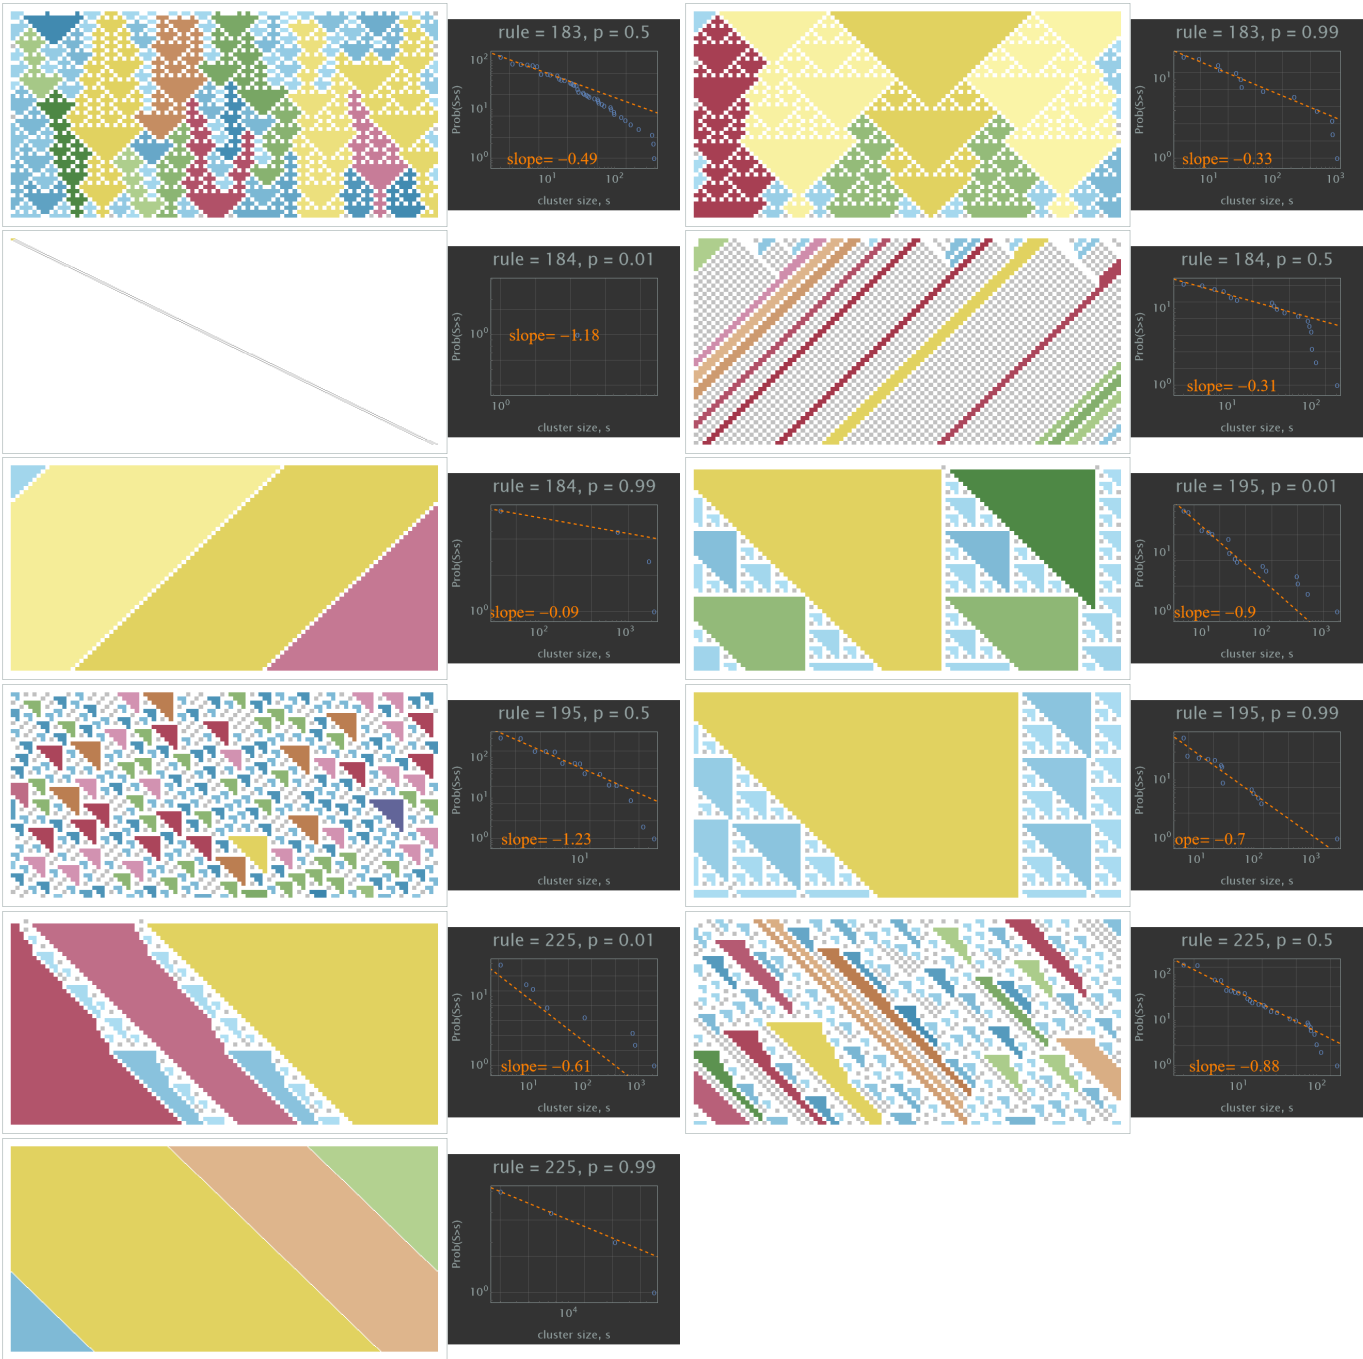 rule = 183, p = 0.5
Prob(S>s)
10²
10¹
10⁰
slope= −0.49
10¹ 10²
cluster size, s
rule = 183, p = 0.99
Prob(S>s)
10¹
10⁰
slope= −0.33
10¹ 10² 10³
cluster size, s
rule = 184, p = 0.01
Prob(S>s)
10⁰
slope= −1.18
10⁰
cluster size, s
rule = 184, p = 0.5
Prob(S>s)
10¹
10⁰
slope= −0.31
10¹ 10²
cluster size, s
rule = 184, p = 0.99
Prob(S>s)
10⁰
slope= −0.09
10² 10³
cluster size, s
rule = 195, p = 0.01
Prob(S>s)
10¹
10⁰
slope= −0.9
10¹ 10² 10³
cluster size, s
rule = 195, p = 0.5
Prob(S>s)
10²
10¹
10⁰
slope= −1.23
10¹
cluster size, s
rule = 195, p = 0.99
Prob(S>s)
10¹
10⁰
ope= −0.7
10¹ 10² 10³
cluster size, s
rule = 225, p = 0.01
Prob(S>s)
10¹
10⁰
slope= −0.61
10¹ 10² 10³
cluster size, s
rule = 225, p = 0.5
Prob(S>s)
10²
10¹
10⁰
slope= −0.88
10¹ 10²
cluster size, s
rule = 225, p = 0.99
Prob(S>s)
10⁰
10⁴
cluster size, s